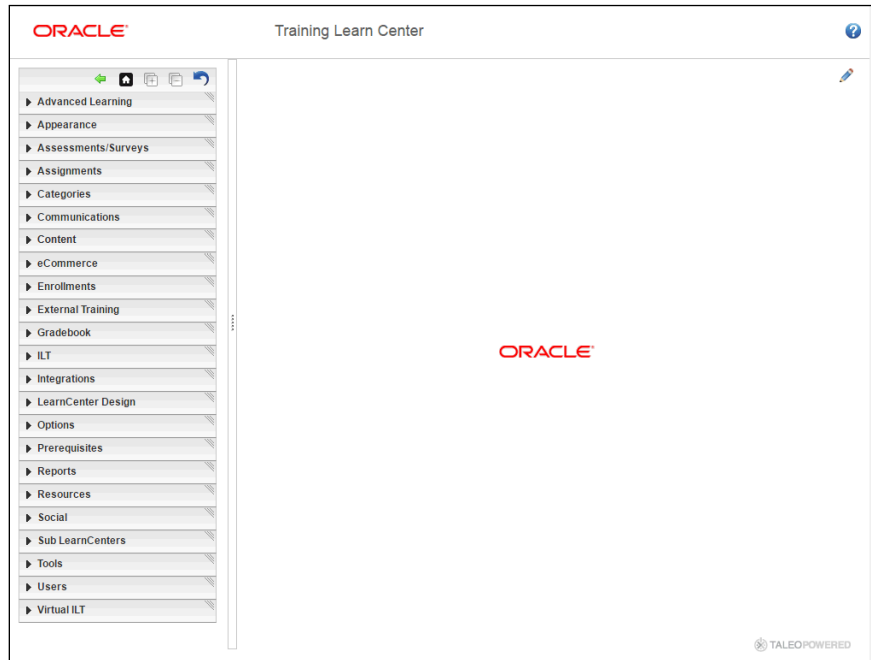 ORACLE®
Training Learn Center
?
Advanced Learning
Appearance
Assessments/Surveys
Assignments
Categories
Communications
Content
eCommerce
Enrollments
External Training
Gradebook
ILT
Integrations
LearnCenter Design
Options
Prerequisites
Reports
Resources
Social
Sub LearnCenters
Tools
Users
Virtual ILT
ORACLE®
TALEOPOWERED